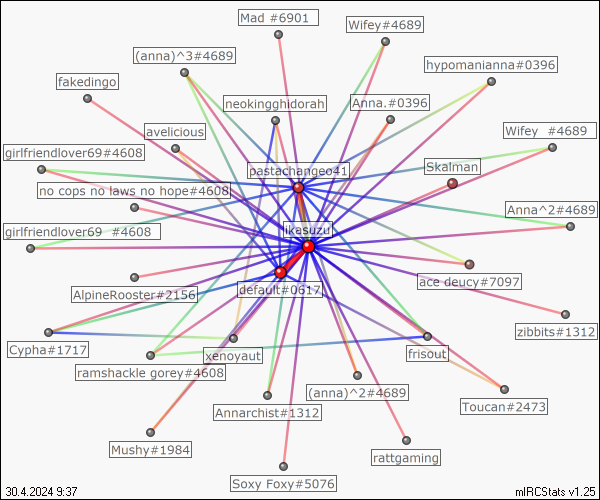 Mad #6901
Wifey#4689
(anna)^3#4689
hypomanianna#0396
fakedingo
neokingghidorah
Anna.#0396
avelicious
Wifey #4689
girlfriendlover69#4608
pastachangeo41
Skalman
no cops no laws no hope#4608
Anna^2#4689
girlfriendlover69 #4608
ikasuzu
ace deucy#7097
AlpineRooster#2156
default#0617
zibbits#1312
Cypha#1717
xenoyaut
frisout
ramshackle gorey#4608
(anna)^2#4689
Toucan#2473
Annarchist#1312
Mushy#1984
rattgaming
Soxy Foxy#5076
30.4.2024 9:37
mIRCStats v1.25